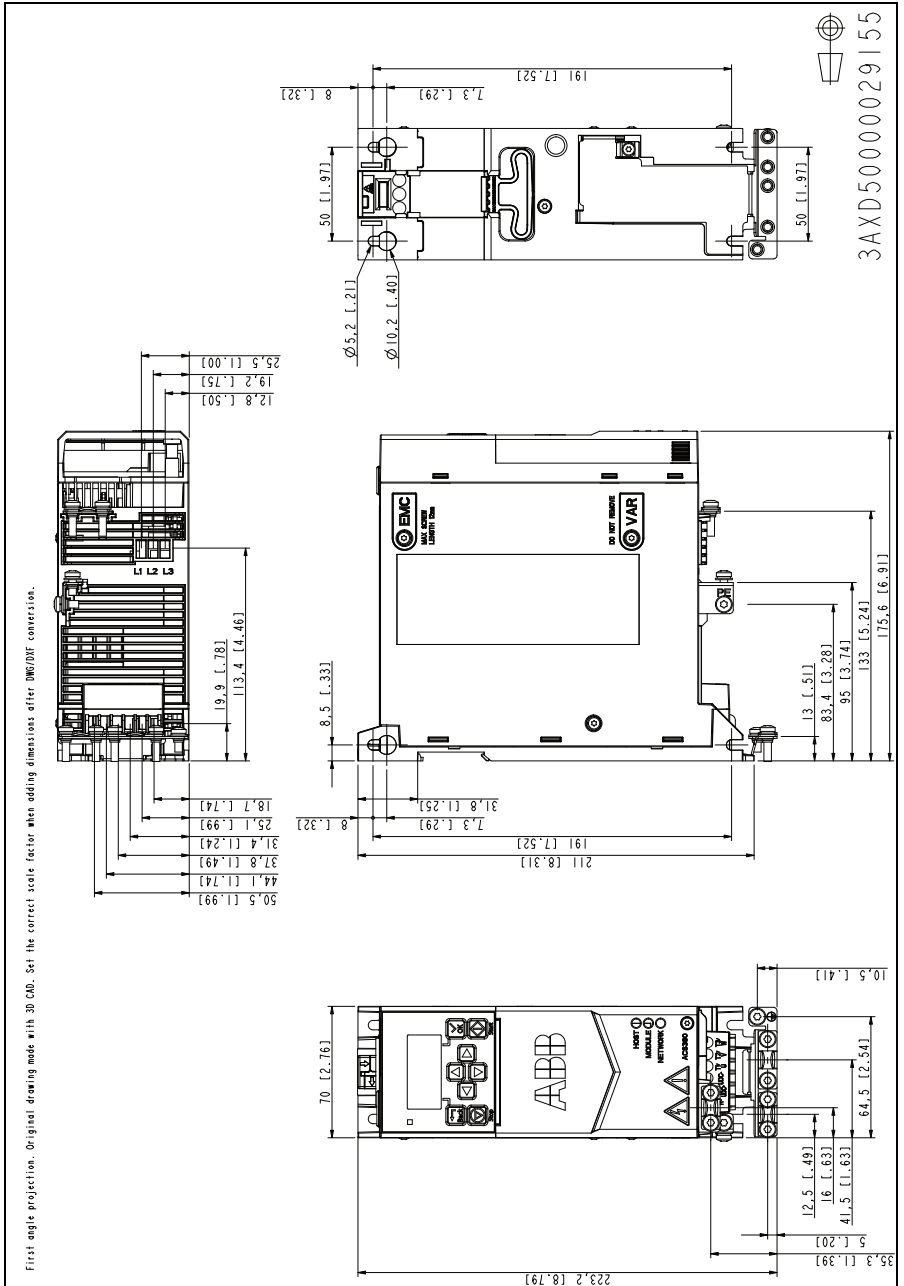 3AXD50000029155
191 [7.52]
8 [.32]
7,3 [.29]
50 [1.97]
50 [1.97]
Ø5,2 [.21]
Ø10,2 [.40]
25,5 [1.00]
19,2 [.75]
12,8 [.50]
L1 L2 L3
19,9 [.78]
113,4 [4.46]
18,7 [.74]
25,1 [.99]
31,4 [1.24]
37,8 [1.49]
44,1 [1.74]
50,5 [1.99]
EMC
MAX SCREW
DO NOT REMOVE
VAR
PE
8,5 [.33]
13 [.51]
83,4 [3.28]
95 [3.74]
133 [5.24]
175,6 [6.91]
31,8 [1.25]
8 [.32]
7,3 [.29]
191 [7.52]
211 [8.31]
First angle projection. Original drawing made with 3D CAD. Set the correct scale factor when adding dimensions after DWG/DXF conversion.
70 [2.76]
OK
Start
Back
Stop
ABB
HOST
MODULE
NETWORK
ACS380
10,5 [.41]
64,5 [2.54]
12,5 [.49]
16 [.63]
41,5 [1.63]
5 [.20]
35,3 [1.39]
223,2 [8.79]